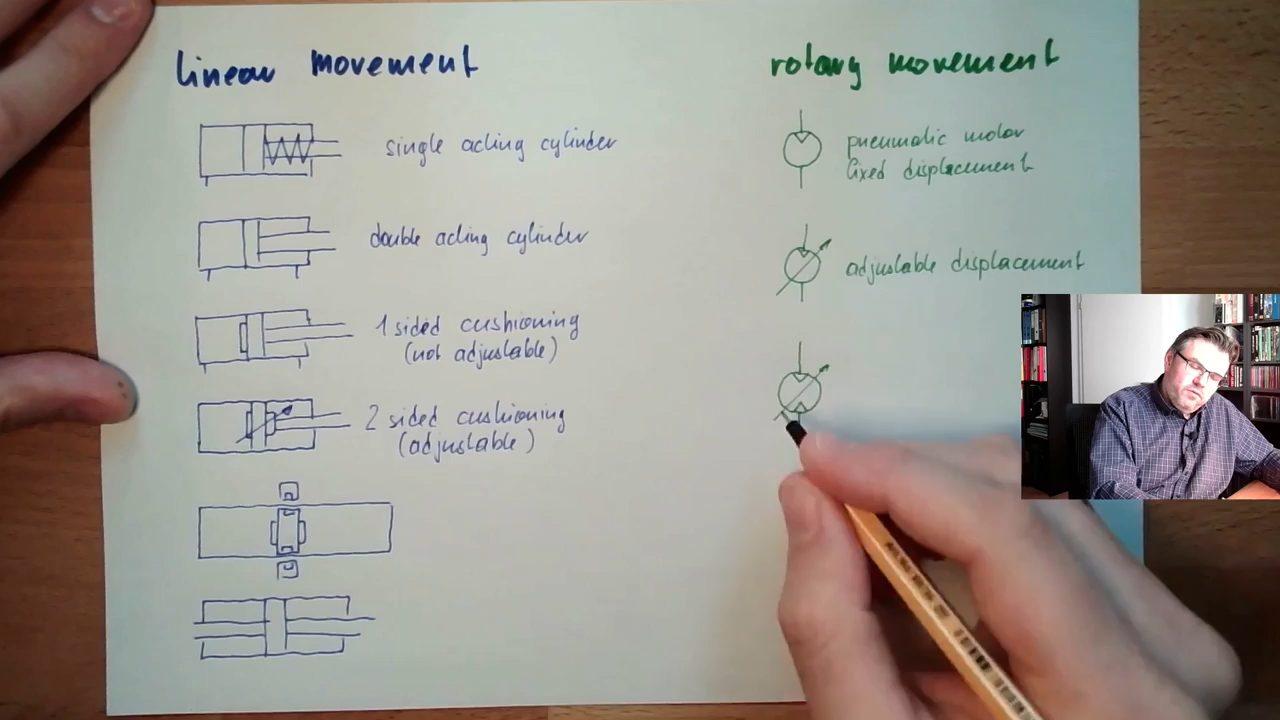 linear movement
single acting cylinder
double acting cylinder
1 sided cushioning
(not adjustable)
2 sided cushioning
(adjustable)
rotary movement
pneumatic motor
fixed displacement
adjustable displacement